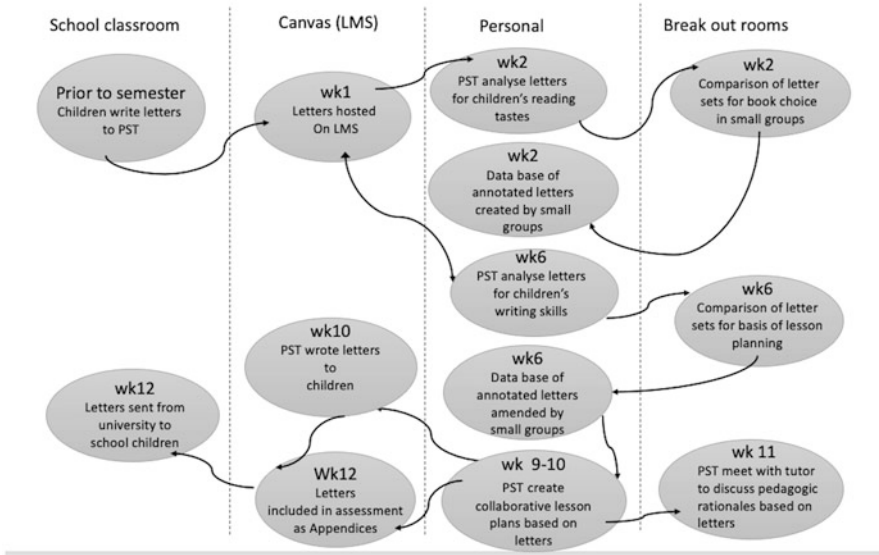 School classroom
Canvas (LMS)
Personal
Break out rooms
Prior to semester
Children write letters
to PST
wk1
Letters hosted
On LMS
wk2
PST analyse letters
for children's reading
tastes
wk2
Comparison of letter
sets for book choice
in small groups
wk2
Data base of
annotated letters
created by small
groups
wk6
PST analyse letters
for children's
writing skills
wk6
Comparison of letter
sets for basis of lesson
planning
wk10
PST wrote letters
to
children
wk6
Data base of
annotated letters
amended by
small groups
wk12
Letters sent from
university to
school children
Wk12
Letters
included in assessment
as Appendices
wk 9-10
PST create
collaborative lesson
plans based on
letters
wk 11
PST meet with tutor
to discuss pedagogic
rationales based on
letters